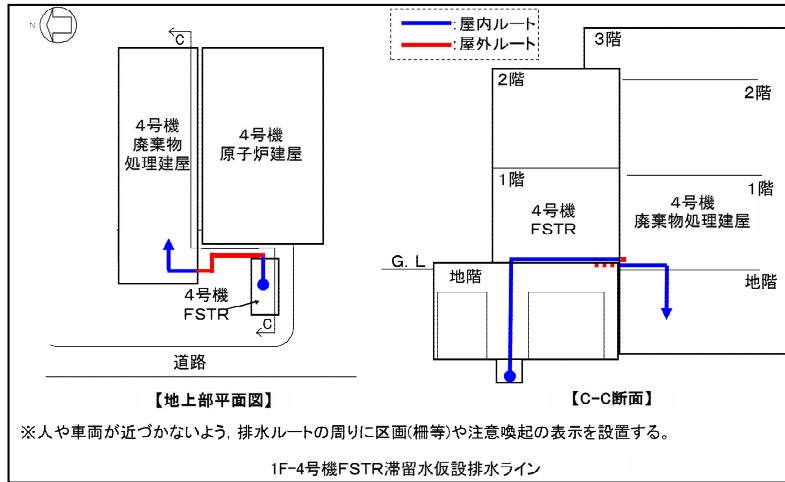 N
C
4号機
廃棄物
処理建屋
4号機
原子炉建屋
4号機
FSTR
C
道路
【地上部平面図】
:屋内ルート
:屋外ルート
3階
2階
2階
1階
1階
4号機
FSTR
4号機
廃棄物処理建屋
G.L
地階
地階
【C-C断面】
※人や車両が近づかないよう, 排水ルートの周りに区画(柵等)や注意喚起の表示を設置する。
1F-4号機FSTR滞留水仮設排水ライン